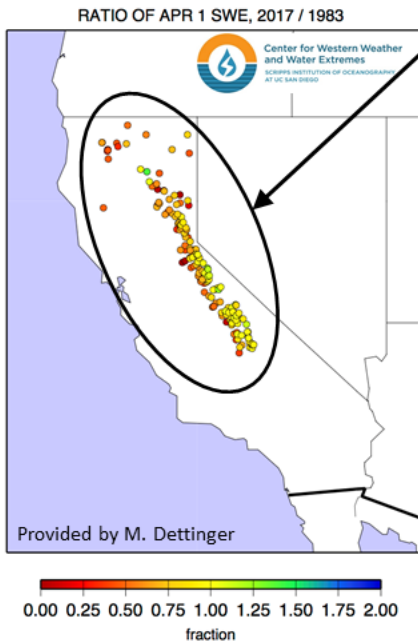 RATIO OF APR 1 SWE, 2017 / 1983
Center for Western Weather
and Water Extremes
SCRIPPS INSTITUTION OF OCEANOGRAPHY
AT UC SAN DIEGO
Provided by M. Dettinger
0.00 0.25 0.50 0.75 1.00 1.25 1.50 1.75 2.00
fraction